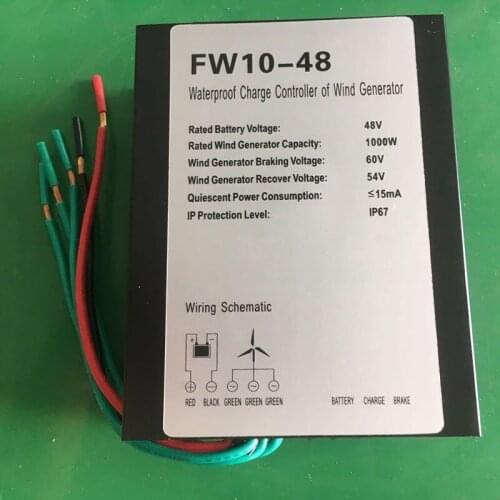 FW10-48
Waterproof Charge Controller of Wind Generator
Rated Battery Voltage: 48V
Rated Wind Generator Capacity: 1000W
Wind Generator Braking Voltage: 60V
Wind Generator Recover Voltage: 54V
Quiescent Power Consumption: ≤15mA
IP Protection Level: IP67
Wiring Schematic
+ −
+ − ~ ~ ~
RED BLACK GREEN GREEN GREEN BATTERY CHARGE BRAKE